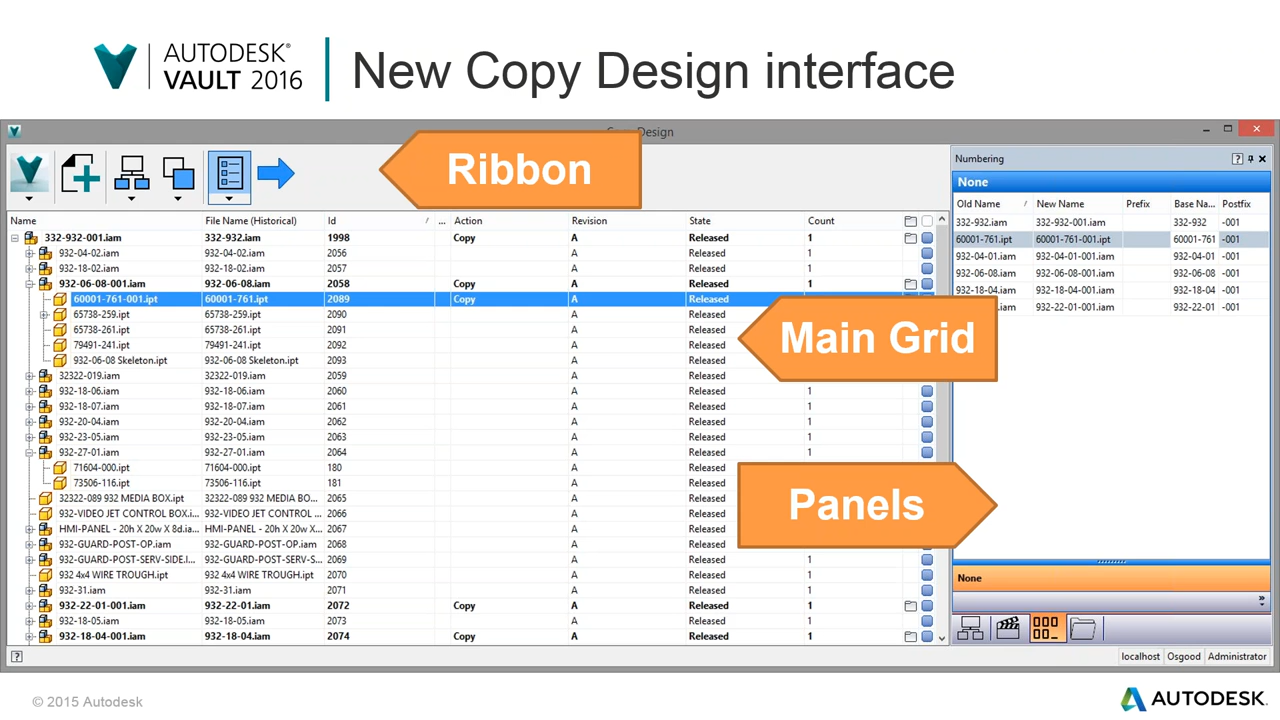 AUTODESK®
VAULT 2016
New Copy Design interface
Design
Ribbon
Numbering
None
Old Name / New Name Prefix Base Na... Postfix
332-932.iam 332-932-001.iam 332-932 -001
60001-761.ipt 60001-761-001.ipt 60001-761 -001
932-04-01.iam 932-04-01-001.iam 932-04-01 -001
932-06-08.iam 932-06-08-001.iam 932-06-08 -001
932-18-04.iam 932-18-04-001.iam 932-18-04 -001
.iam 932-22-01-001.iam 932-22-01 -001
Name File Name (Historical) Id / ... Action Revision State Count
332-932-001.iam 332-932.iam 1998 Copy A Released 1
932-04-02.iam 932-04-02.iam 2056 A Released 1
932-18-02.iam 932-18-02.iam 2057 A Released 1
932-06-08-001.iam 932-06-08.iam 2058 Copy A Released 1
60001-761-001.ipt 60001-761.ipt 2089 Copy A Released
65738-259.ipt 65738-259.ipt 2090 A Released
65738-261.ipt 65738-261.ipt 2091 A Released
79491-241.ipt 79491-241.ipt 2092 A Released
932-06-08 Skeleton.ipt 932-06-08 Skeleton.ipt 2093 A Released
32322-019.iam 32322-019.iam 2059 A Released
932-18-06.iam 932-18-06.iam 2060 A Released 1
932-18-07.iam 932-18-07.iam 2061 A Released 1
932-20-04.iam 932-20-04.iam 2062 A Released 1
932-23-05.iam 932-23-05.iam 2063 A Released 1
932-27-01.iam 932-27-01.iam 2064 A Released 1
71604-000.ipt 71604-000.ipt 180 A Released
73506-116.ipt 73506-116.ipt 181 A Released
32322-089 932 MEDIA BOX.ipt 32322-089 932 MEDIA BO... 2065 A Released
932-VIDEO JET CONTROL BOX.i... 932-VIDEO JET CONTROL B... 2066 A Released
HMI-PANEL - 20h X 20w X 8d.ia... HMI-PANEL - 20h X 20w X... 2067 A Released
932-GUARD-POST-OP.iam 932-GUARD-POST-OP.iam 2068 A Released
932-GUARD-POST-SERV-SIDE.I... 932-GUARD-POST-SERV-S... 2069 A Released 1
932 4x4 WIRE TROUGH.ipt 932 4x4 WIRE TROUGH.ipt 2070 A Released 1
932-31.iam 932-31.iam 2071 A Released 1
932-22-01-001.iam 932-22-01.iam 2072 Copy A Released 1
932-18-05.iam 932-18-05.iam 2073 A Released 1
932-18-04-001.iam 932-18-04.iam 2074 Copy A Released 1
Main Grid
Panels
None
localhost Osgood Administrator
© 2015 Autodesk
AUTODESK.